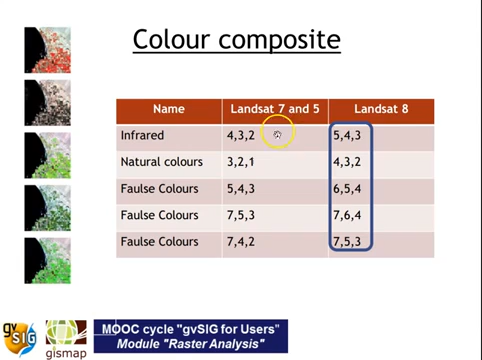 Colour composite
Name Landsat 7 and 5 Landsat 8
Infrared 4,3,2 5,4,3
Natural colours 3,2,1 4,3,2
Faulse Colours 5,4,3 6,5,4
Faulse Colours 7,5,3 7,6,4
Faulse Colours 7,4,2 7,5,3
gv SIG gismap
MOOC cycle "gvSIG for Users"
Module "Raster Analysis"